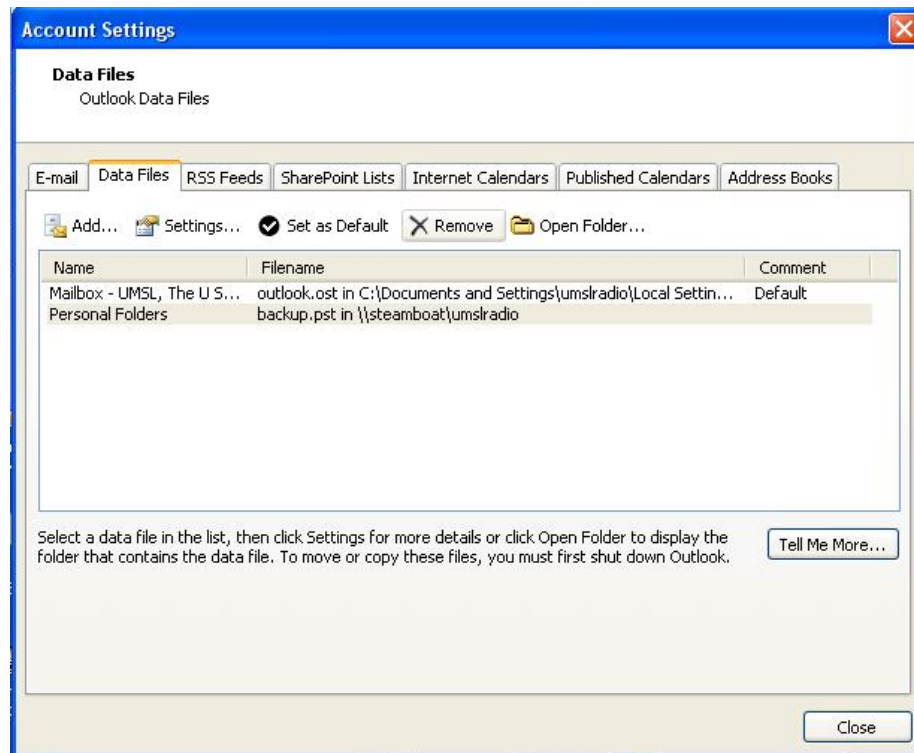 Account Settings
Data Files
Outlook Data Files
E-mail Data Files RSS Feeds SharePoint Lists Internet Calendars Published Calendars Address Books
Add... Settings... Set as Default Remove Open Folder...
Name Filename Comment
Mailbox - UMSL, The U S... outlook.ost in C:\Documents and Settings\umslradio\Local Settin... Default
Personal Folders backup.pst in \\steamboat\umslradio
Select a data file in the list, then click Settings for more details or click Open Folder to display the
folder that contains the data file. To move or copy these files, you must first shut down Outlook.
Tell Me More...
Close